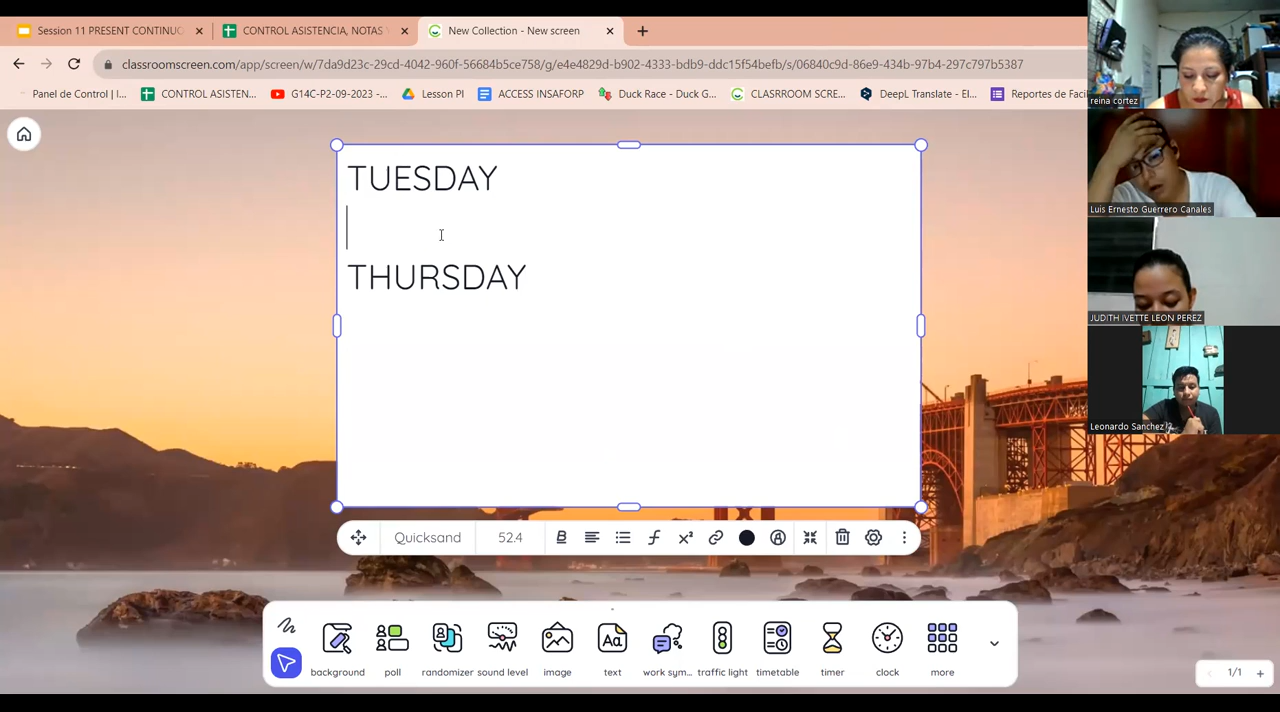 Session 11 PRESENT CONTINUO
CONTROL ASISTENCIA, NOTAS
New Collection - New screen
classroomscreen.com/app/screen/w/7da9d23c-29cd-4042-960f-56684b5ce758/g/e4e4829d-b902-4333-bdb9-ddc15f54befb/s/06840c9d-86e9-434b-97b4-297c797b5387
Panel de Control | I...
CONTROL ASISTEN...
G14C-P2-09-2023 -...
Lesson Pl
ACCESS INSAFORP
Duck Race - Duck G...
CLASRROOM SCRE...
DeepL Translate - El...
Reportes de Facil
reina cortez
Luis Ernesto Guerrero Canales
JUDITH IVETTE LEON PEREZ
Leonardo Sanchez
TUESDAY
THURSDAY
Quicksand 52.4
background poll randomizer sound level image text work sym... traffic light timetable timer clock more
1/1